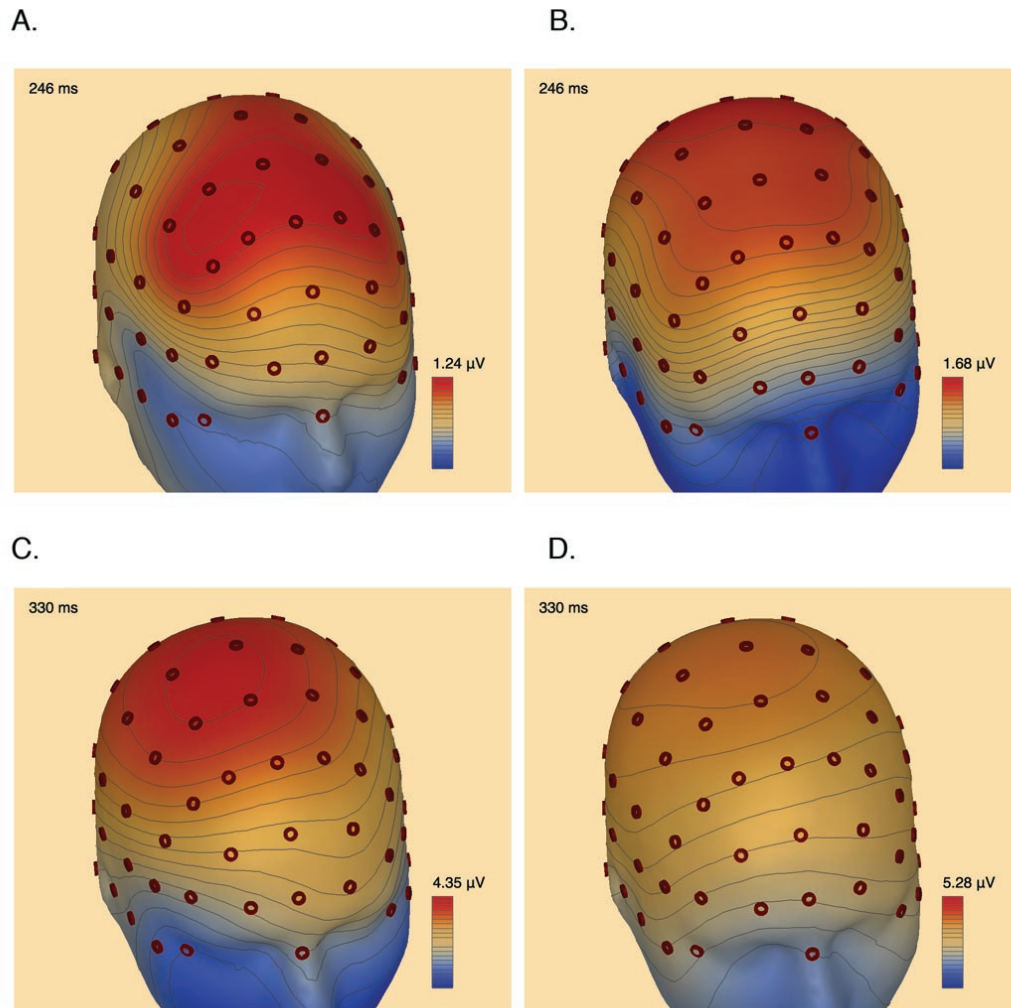 A.
B.
246 ms
246 ms
1.24 µV
1.68 µV
C.
D.
330 ms
330 ms
4.35 µV
5.28 µV